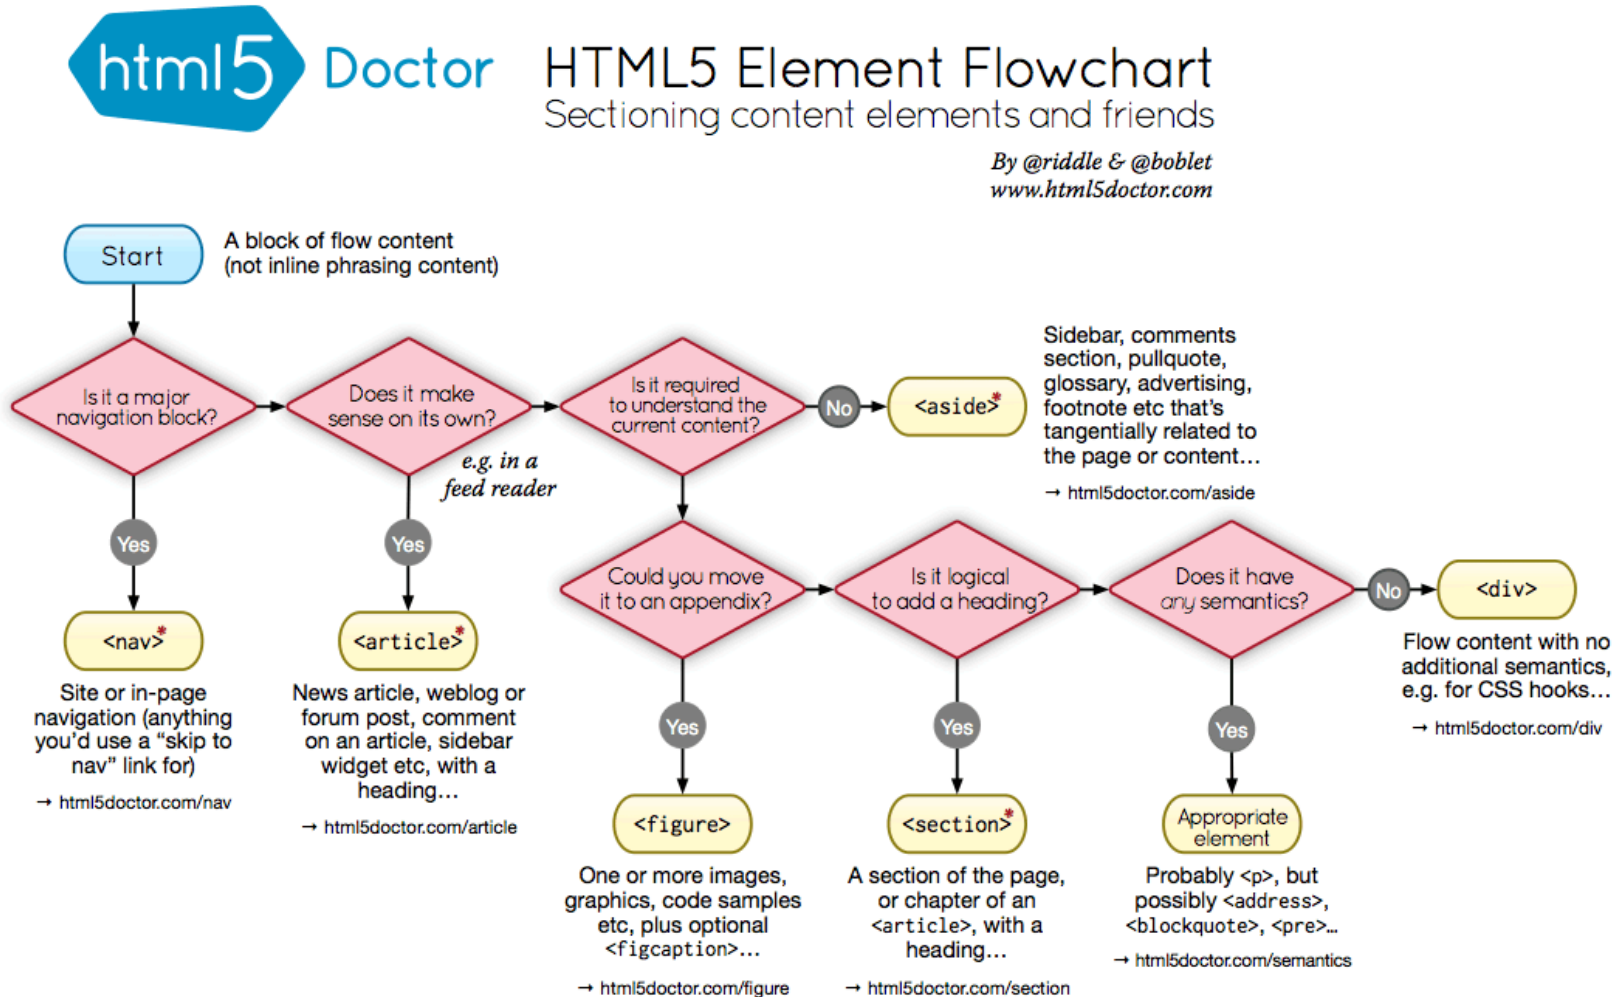 html5 Doctor
HTML5 Element Flowchart
Sectioning content elements and friends
By @riddle & @boblet
www.html5doctor.com
Start
A block of flow content
(not inline phrasing content)
Is it a major
navigation block?
Does it make
sense on its own?
e.g. in a
feed reader
Is it required
to understand the
current content?
No
<aside>*
Sidebar, comments
section, pullquote,
glossary, advertising,
footnote etc that's
tangentially related to
the page or content…
→ html5doctor.com/aside
Yes
<nav>*
Site or in-page
navigation (anything
you'd use a “skip to
nav” link for)
→ html5doctor.com/nav
Yes
<article>*
News article, weblog or
forum post, comment
on an article, sidebar
widget etc, with a
heading…
→ html5doctor.com/article
Could you move
it to an appendix?
Is it logical
to add a heading?
Does it have
any semantics?
No
<div>
Flow content with no
additional semantics,
e.g. for CSS hooks…
→ html5doctor.com/div
Yes
<figure>
One or more images,
graphics, code samples
etc, plus optional
<figcaption>…
→ html5doctor.com/figure
Yes
<section>*
A section of the page,
or chapter of an
<article>, with a
heading…
→ html5doctor.com/section
Yes
Appropriate
element
Probably <p>, but
possibly <address>,
<blockquote>, <pre>…
→ html5doctor.com/semantics